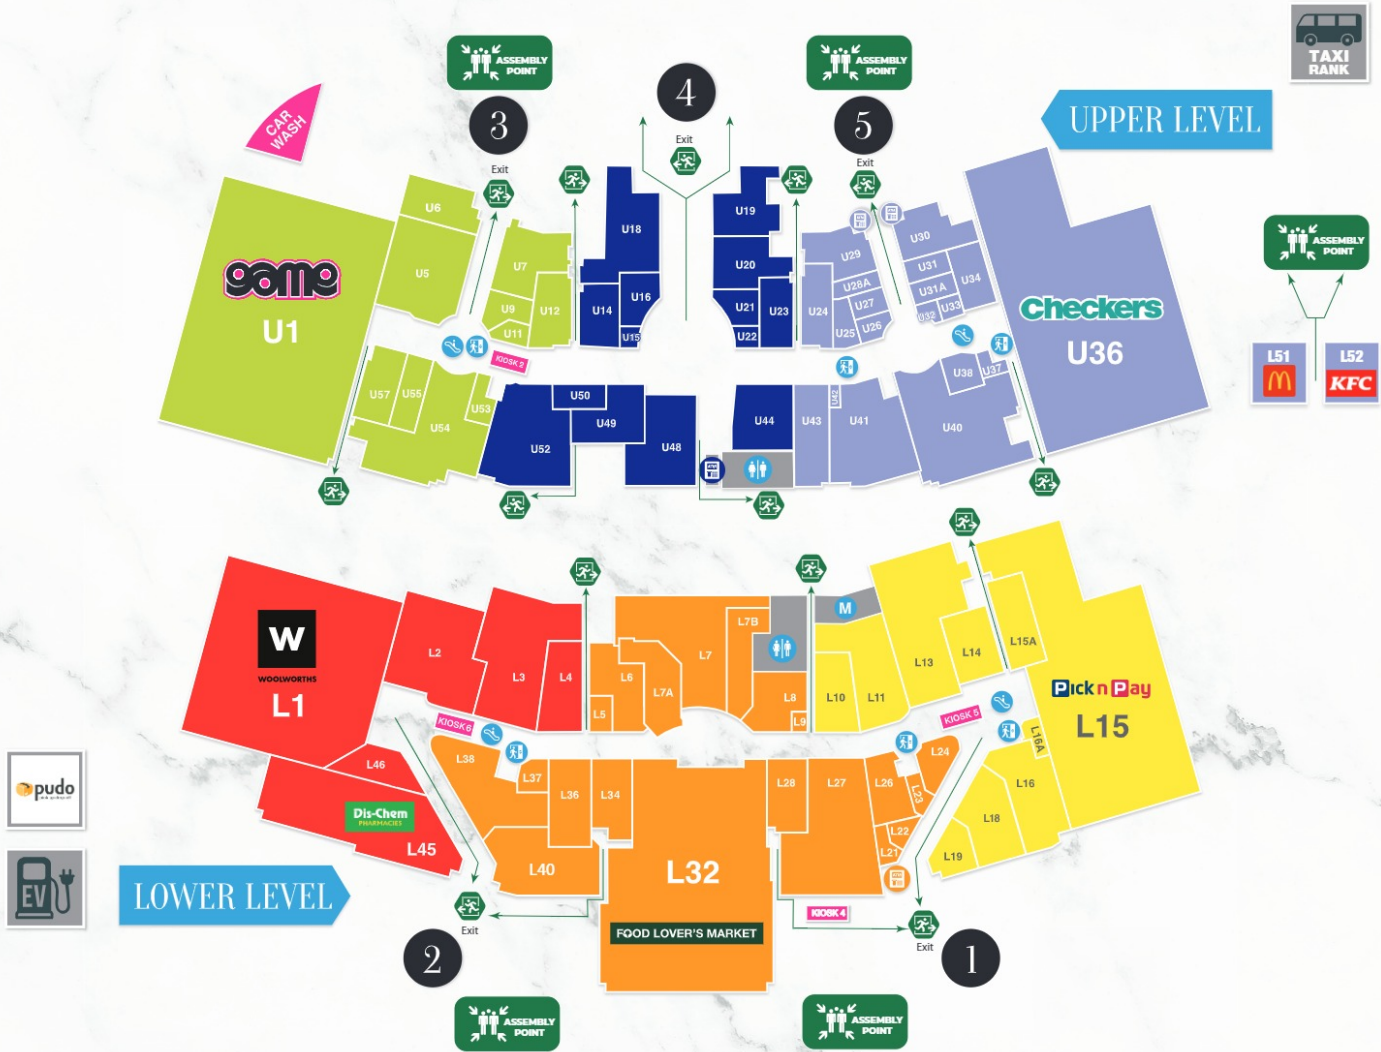 ASSEMBLY
POINT
ASSEMBLY
POINT
TAXI
RANK
3
4
5
CAR
WASH
UPPER LEVEL
Exit
Exit
Exit
game
U1
U6
U5
U7
U9
U11
U12
U18
U14
U16
U15
U19
U20
U21
U22
U23
U24
U29
U28A
U27
U25
U26
U30
U31
U31A
U32
U33
U34
Checkers
U36
ASSEMBLY
POINT
L51
L52
KFC
KIOSK 2
U57
U55
U54
U53
U52
U50
U49
U48
U44
U43
U42
U41
U40
U38
U37
W
WOOLWORTHS
L1
L2
L3
L4
L5
L6
L7A
L7
L7B
L8
L9
M
L10
L11
L13
L14
L15A
Pick n Pay
L15
KIOSK 6
KIOSK 5
L46
Dis-Chem
PHARMACIES
L45
L38
L37
L36
L34
L40
L32
FOOD LOVER'S MARKET
L28
L27
L26
L24
L23
L22
L21
L16A
L16
L18
L19
KIOSK 4
pudo
EV
LOWER LEVEL
Exit
Exit
2
1
ASSEMBLY
POINT
ASSEMBLY
POINT